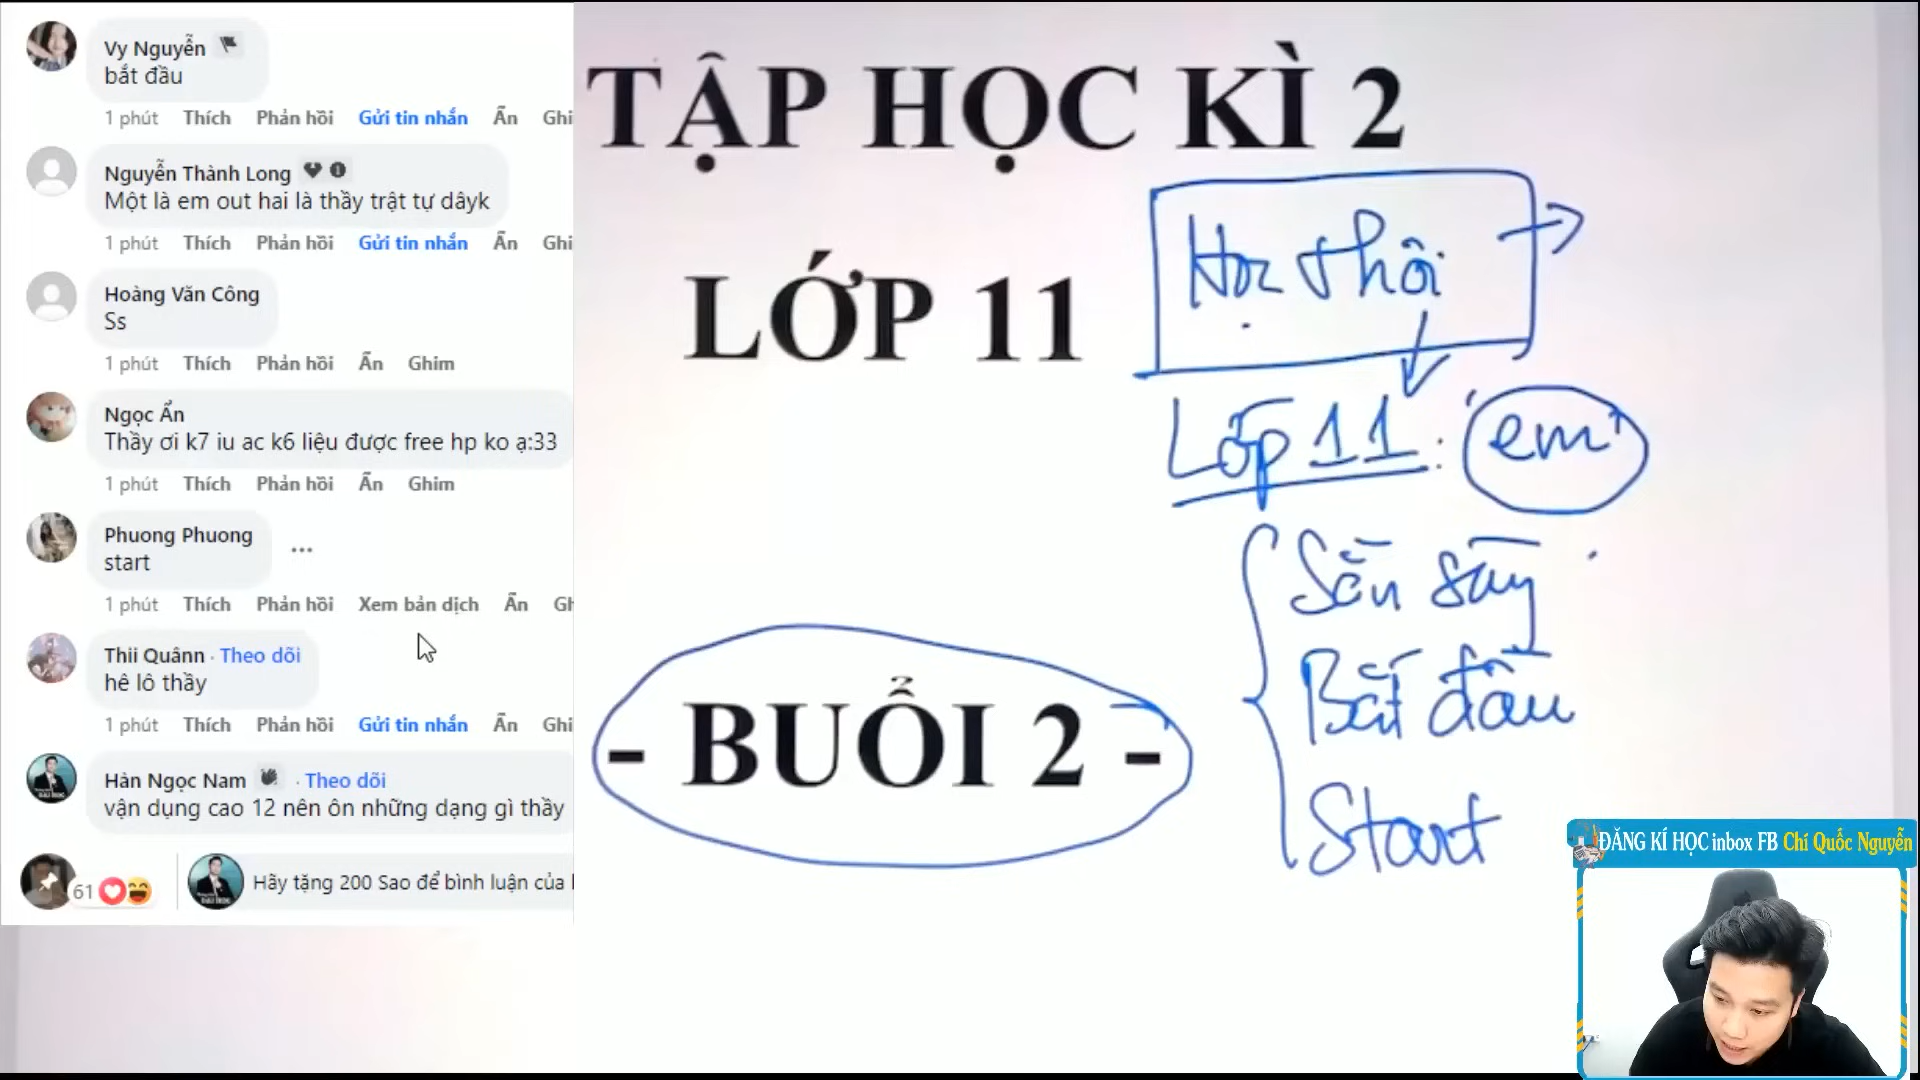 Vy Nguyễn
bắt đầu
1 phút Thích Phản hồi Gửi tin nhắn Ẩn Ghi
Nguyễn Thành Long
Một là em out hai là thầy trật tự dâyk
1 phút Thích Phản hồi Gửi tin nhắn Ẩn Ghi
Hoàng Văn Công
Ss
1 phút Thích Phản hồi Ẩn Ghim
Ngọc Ẩn
Thầy ơi k7 iu ac k6 liệu được free hp ko ạ:33
1 phút Thích Phản hồi Ẩn Ghim
Phuong Phuong
start
1 phút Thích Phản hồi Xem bản dịch Ẩn Gh
Thii Quânn · Theo dõi
hê lô thầy
1 phút Thích Phản hồi Gửi tin nhắn Ẩn Ghi
Hàn Ngọc Nam · Theo dõi
vận dụng cao 12 nên ôn những dạng gì thầy
61
Hãy tặng 200 Sao để bình luận của
TẬP HỌC KÌ 2
LỚP 11
Học thôi
Lớp 11 : "em"
Sẵn sàng
Bắt đầu
Start
- BUỔI 2 -
ĐĂNG KÍ HỌC inbox FB Chí Quốc Nguyễn